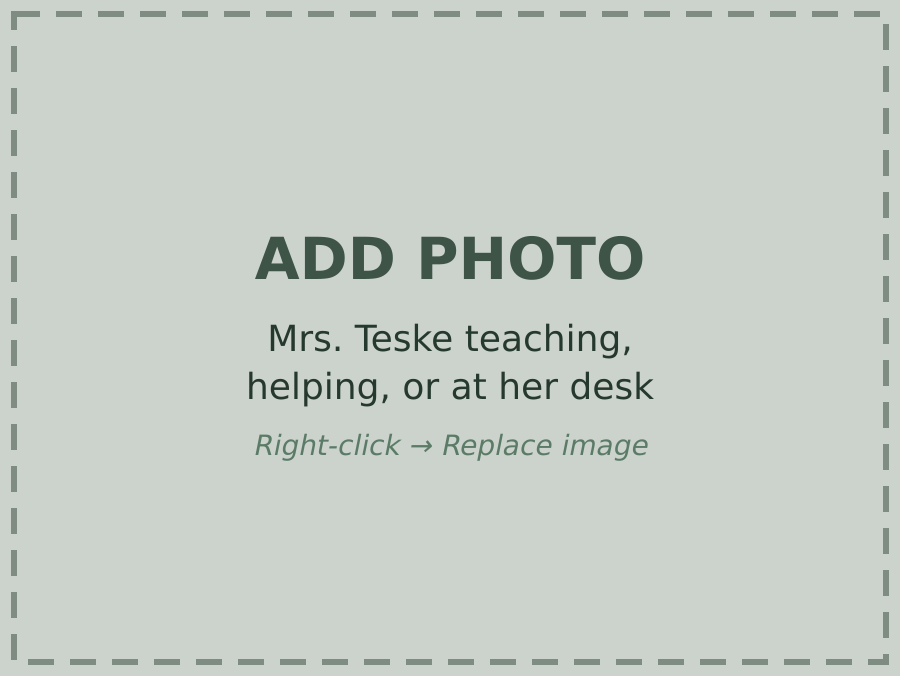 ADD PHOTO
Mrs. Teske teaching,
helping, or at her desk
Right-click → Replace image